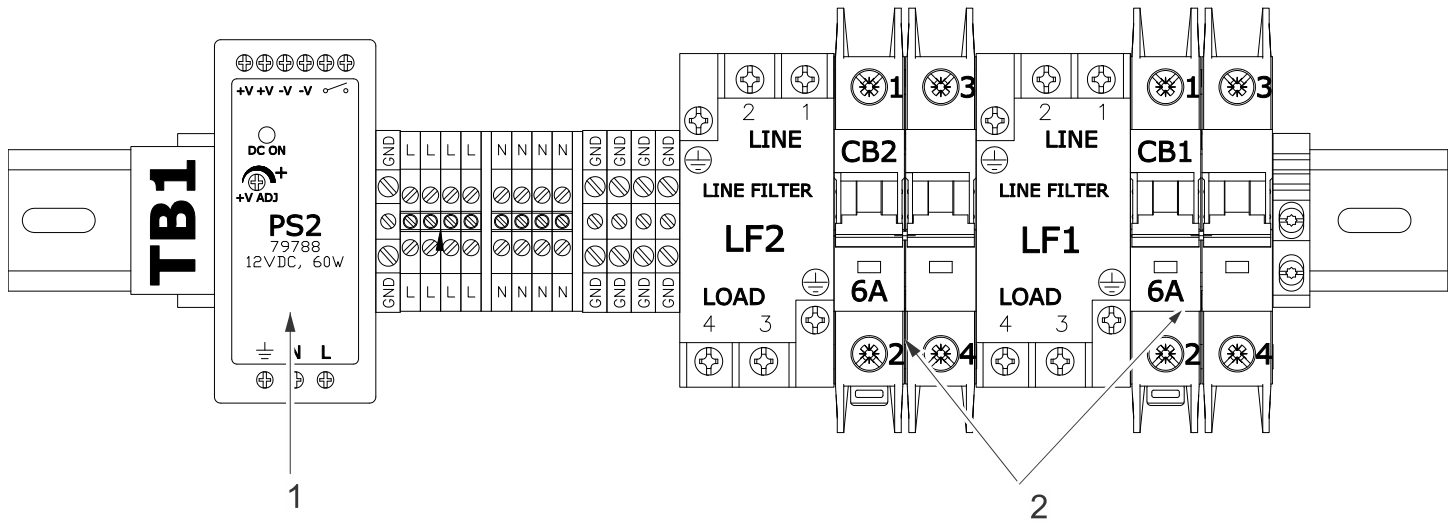 TB1
+V +V -V -V
DC ON
+
+V ADJ
PS2
79788
12VDC, 60W
N L
GND L L L L N N N N GND GND GND GND
GND L L L L N N N N GND GND GND GND
2 1
LINE
LINE FILTER
LF2
LOAD
4 3
1 3
CB2
6A
2 4
2 1
LINE
LINE FILTER
LF1
LOAD
4 3
1 3
CB1
6A
2 4
1
2